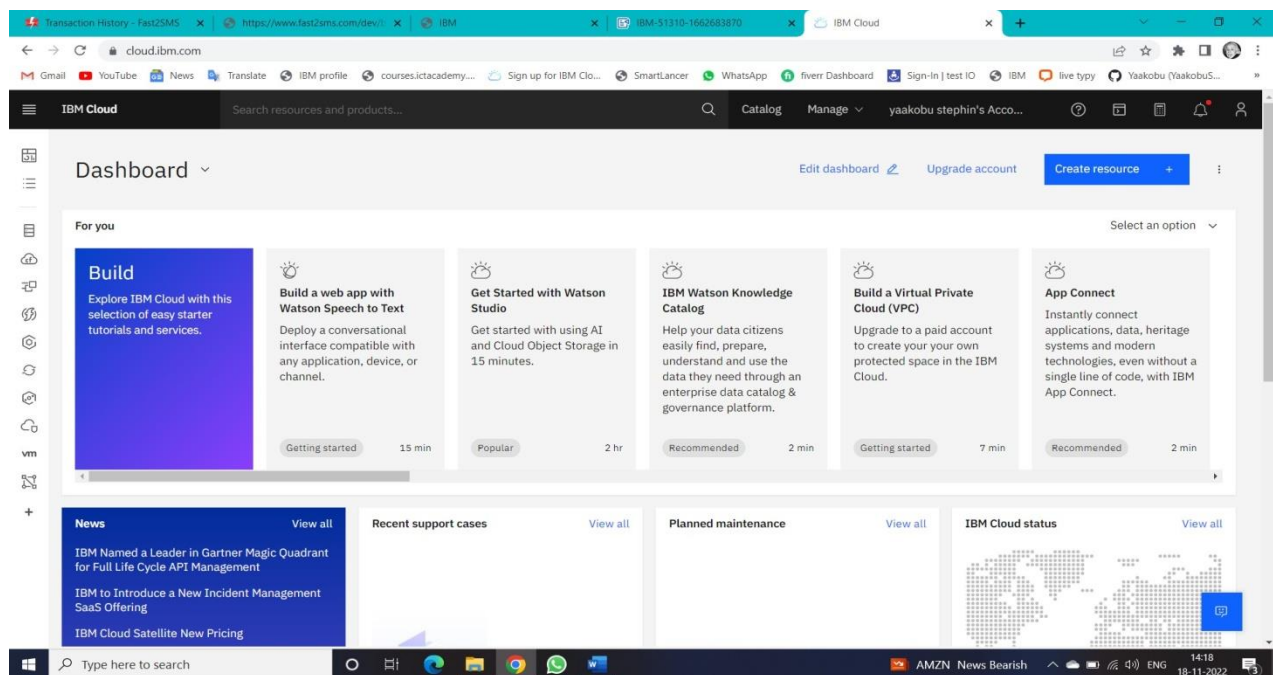 Transaction History - Fast2SMS
https://www.fast2sms.com/dev/
IBM
IBM-51310-1662683870
IBM Cloud
cloud.ibm.com
Gmail
YouTube
News
Translate
IBM profile
courses.ictacademy....
Sign up for IBM Clo...
SmartLancer
WhatsApp
fiverr Dashboard
Sign-In | test IO
IBM
live typy
Yaakobu (YaakobuS...
»
IBM Cloud
Search resources and products...
Catalog
Manage
yaakobu stephin's Acco...
Dashboard
Edit dashboard
Upgrade account
Create resource +
For you
Select an option
Build
Explore IBM Cloud with this
selection of easy starter
tutorials and services.
Build a web app with
Watson Speech to Text
Deploy a conversational
interface compatible with
any application, device, or
channel.
Getting started
15 min
Get Started with Watson
Studio
Get started with using AI
and Cloud Object Storage in
15 minutes.
Popular
2 hr
IBM Watson Knowledge
Catalog
Help your data citizens
easily find, prepare,
understand and use the
data they need through an
enterprise data catalog &
governance platform.
Recommended
2 min
Build a Virtual Private
Cloud (VPC)
Upgrade to a paid account
to create your your own
protected space in the IBM
Cloud.
Getting started
7 min
App Connect
Instantly connect
applications, data, heritage
systems and modern
technologies, even without a
single line of code, with IBM
App Connect.
Recommended
2 min
vm
News
View all
IBM Named a Leader in Gartner Magic Quadrant
for Full Life Cycle API Management
IBM to Introduce a New Incident Management
SaaS Offering
IBM Cloud Satellite New Pricing
Recent support cases
View all
Planned maintenance
View all
IBM Cloud status
View all
Type here to search
AMZN News Bearish
ENG
14:18
18-11-2022
3